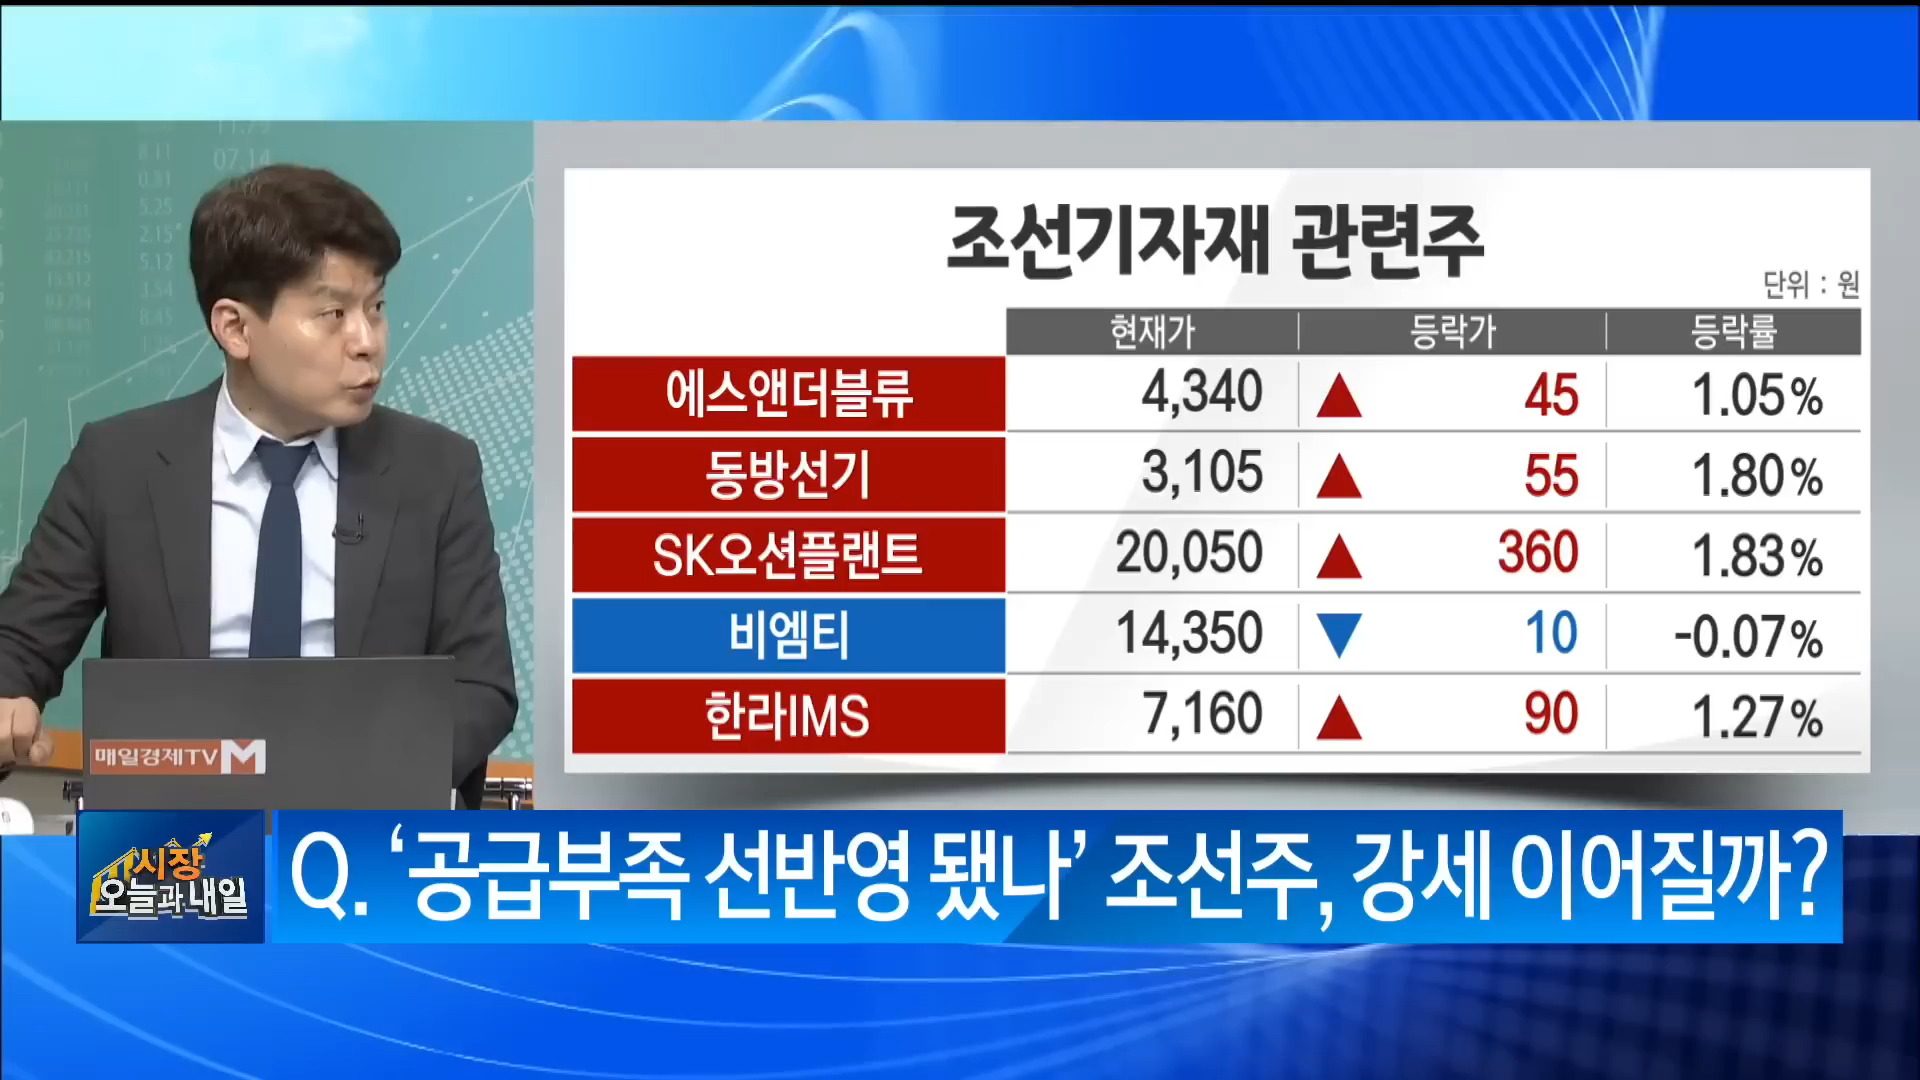 조선기자재 관련주
단위 : 원
현재가 등락가 등락률
에스앤더블류 4,340 ▲ 45 1.05%
동방선기 3,105 ▲ 55 1.80%
SK오션플랜트 20,050 ▲ 360 1.83%
비엠티 14,350 ▼ 10 -0.07%
한라IMS 7,160 ▲ 90 1.27%
매일경제TV M
시장
오늘과 내일
Q. ‘공급부족 선반영 됐나’ 조선주, 강세 이어질까?